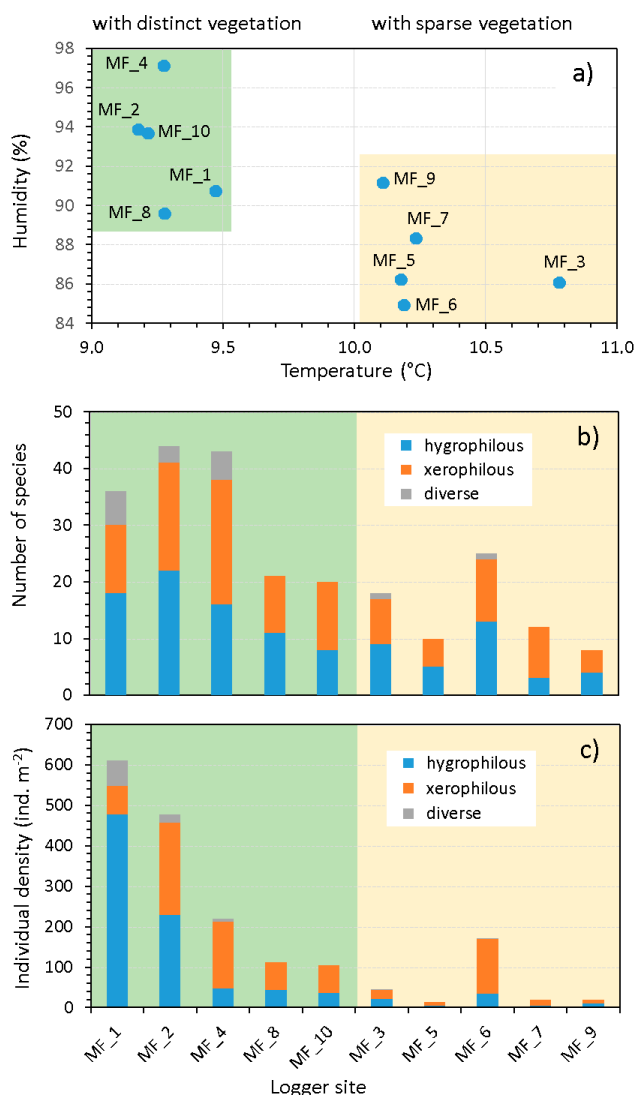 with distinct vegetation with sparse vegetation
98
96
94
92
90
88
86
84
Humidity (%)
a)
MF_4
MF_2
MF_10
MF_1
MF_8
MF_9
MF_7
MF_5
MF_3
MF_6
9.0 9.5 10.0 10.5 11.0
Temperature (°C)
50
40
30
20
10
0
Number of species
b)
hygrophilous
xerophilous
diverse
700
600
500
400
300
200
100
0
Individual density (ind. m⁻²)
c)
hygrophilous
xerophilous
diverse
MF_1 MF_2 MF_4 MF_8 MF_10 MF_3 MF_5 MF_6 MF_7 MF_9
Logger site